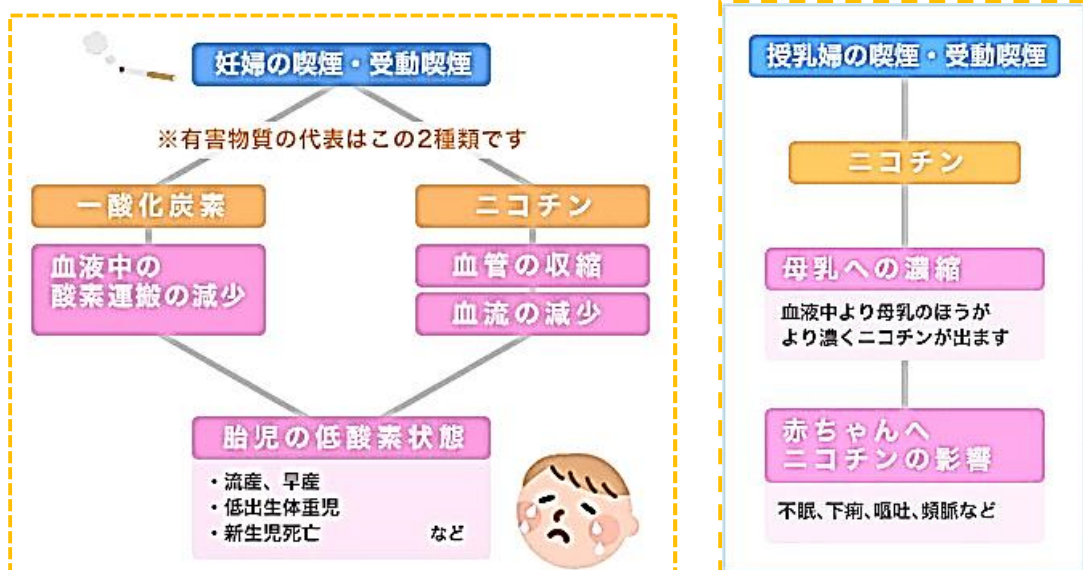 妊婦の喫煙・受動喫煙
※有害物質の代表はこの2種類です
一酸化炭素
血液中の
酸素運搬の減少
ニコチン
血管の収縮
血流の減少
胎児の低酸素状態
・流産、早産
・低出生体重児
・新生児死亡 など
授乳婦の喫煙・受動喫煙
ニコチン
母乳への濃縮
血液中より母乳のほうが
より濃くニコチンが出ます
赤ちゃんへ
ニコチンの影響
不眠、下痢、嘔吐、頻脈など